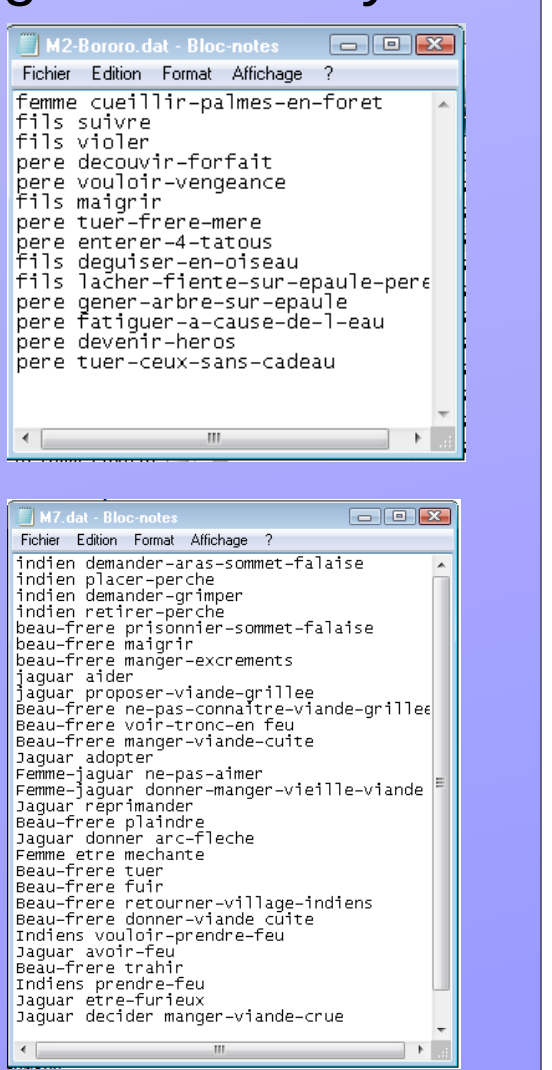 M2-Bororo.dat - Bloc-notes
Fichier Edition Format Affichage ?
femme cueillir-palmes-en-foret
fils suivre
fils violer
pere decouvir-forfait
pere vouloir-vengeance
fils maigrir
pere tuer-frere-mere
pere enterer-4-tatous
fils deguiser-en-oiseau
fils lacher-fiente-sur-epaule-pere
pere gener-arbre-sur-epaule
pere fatiguer-a-cause-de-l-eau
pere devenir-heros
pere tuer-ceux-sans-cadeau
M7.dat - Bloc-notes
Fichier Edition Format Affichage ?
indien demander-aras-sommet-falaise
indien placer-perche
indien demander-grimper
indien retirer-perche
beau-frere prisonnier-sommet-falaise
beau-frere maigrir
beau-frere manger-excrements
jaguar aider
jaguar proposer-viande-grillee
Beau-frere ne-pas-connaitre-viande-grillee
Beau-frere voir-tronc-en feu
Beau-frere manger-viande-cuite
Jaguar adopter
Femme-jaguar ne-pas-aimer
Femme-jaguar donner-manger-vieille-viande
Jaguar reprimander
Beau-frere plaindre
Jaguar donner arc-fleche
Femme etre mechante
Beau-frere tuer
Beau-frere fuir
Beau-frere retourner-village-indiens
Beau-frere donner-viande cuite
Indiens vouloir-prendre-feu
Jaguar avoir-feu
Beau-frere trahir
Indiens prendre-feu
Jaguar etre-furieux
Jaguar decider manger-viande-crue